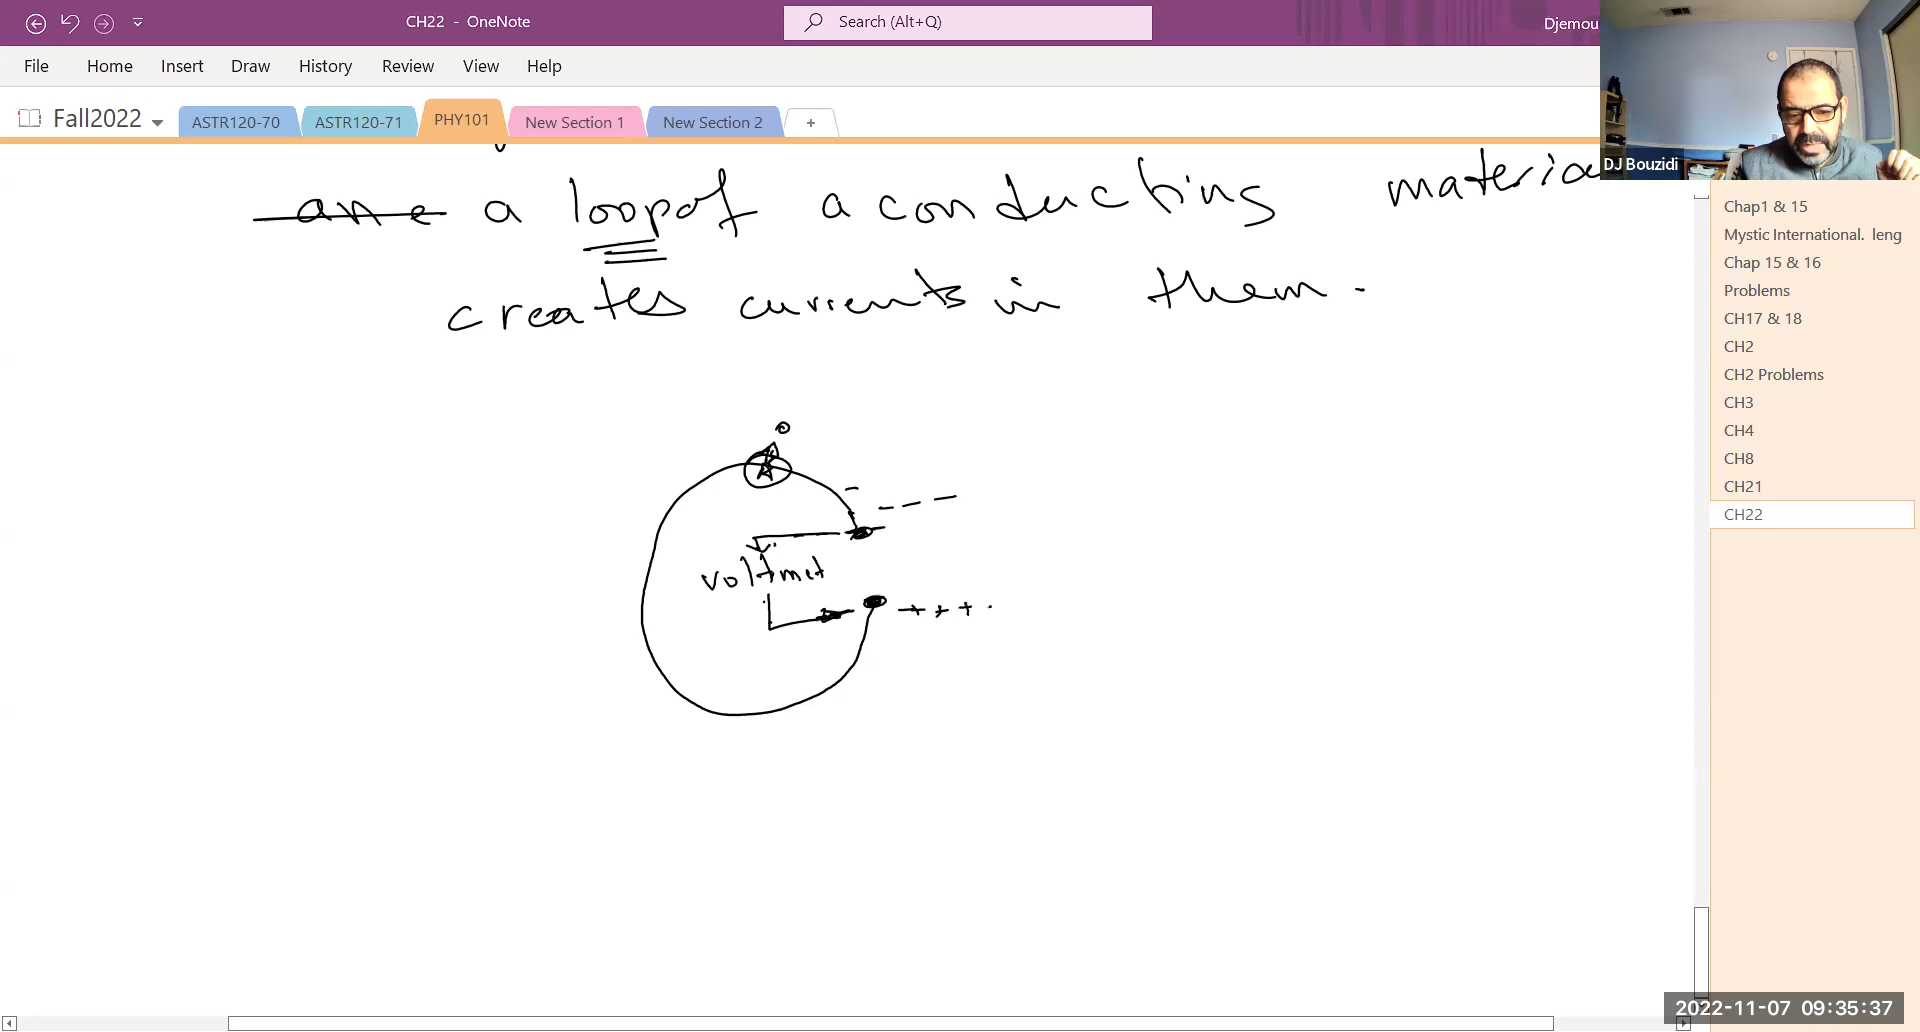 CH22 - OneNote
Search (Alt+Q)
Djemou
File Home Insert Draw History Review View Help
Fall2022
ASTR120-70 ASTR120-71 PHY101 New Section 1 New Section 2 +
DJ Bouzidi
a loop of a conducting materia
creates currents in them.
voltmet
- - - -
+ + +
Chap1 & 15
Mystic International. leng
Chap 15 & 16
Problems
CH17 & 18
CH2
CH2 Problems
CH3
CH4
CH8
CH21
CH22
2022-11-07 09:35:37